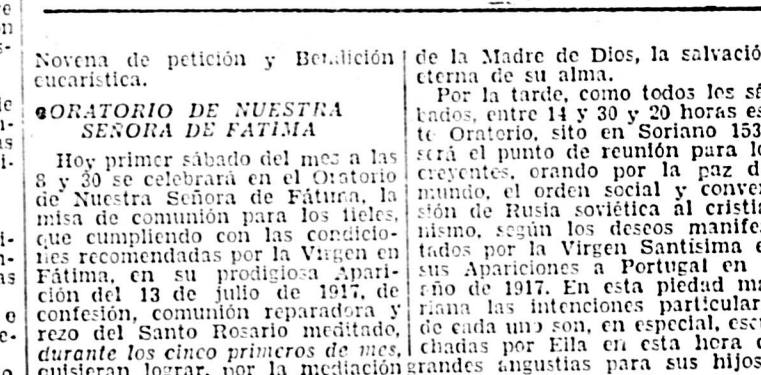 Novena de petición y Bendición
eucarística.
ORATORIO DE NUESTRA
SEÑORA DE FATIMA
Hoy primer sábado del mes a las
8 y 30 se celebrará en el Oratorio
de Nuestra Señora de Fátima, la
misa de comunión para los fieles,
que cumpliendo con las condicio-
nes recomendadas por la Virgen en
Fátima, en su prodigiosa Apari-
ción del 13 de julio de 1917, de
confesión, comunión reparadora y
rezo del Santo Rosario meditado,
durante los cinco primeros de mes,
quisieran lograr, por la mediación
de la Madre de Dios, la salvació
eterna de su alma.
Por la tarde, como todos los sá
bados, entre 14 y 30 y 20 horas es
te Oratorio, sito en Soriano 153
será el punto de reunión para lo
creyentes, orando por la paz d
mundo, el orden social y conver
sión de Rusia soviética al cristia
nismo, según los deseos manifes
tados por la Virgen Santísima e
sus Apariciones a Portugal en
año de 1917. En esta piedad ma
riana las intenciones particular
de cada uno son, en especial, escu
chadas por Ella en esta hora d
grandes angustias para sus hijos